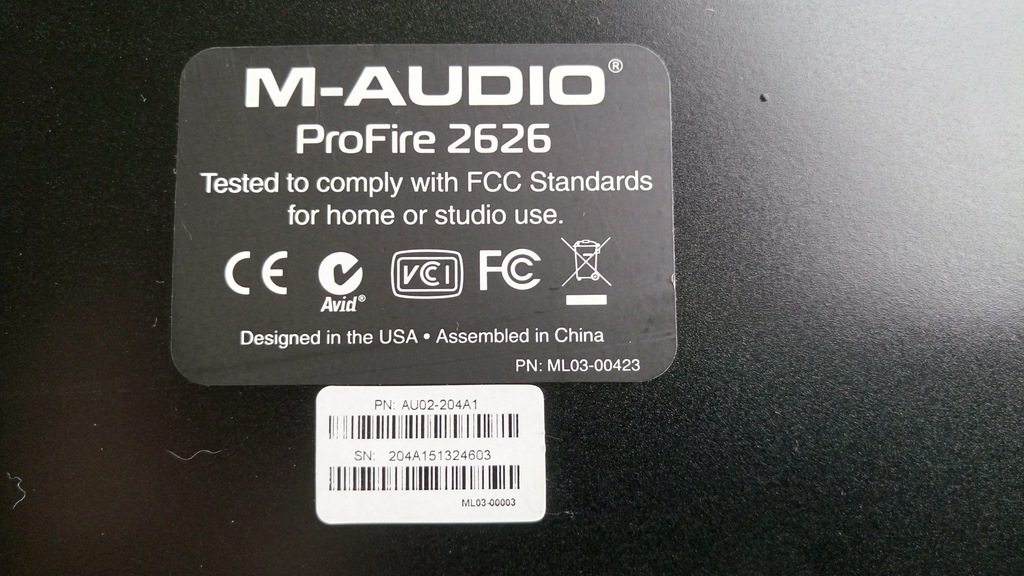 M-AUDIO®
ProFire 2626
Tested to comply with FCC Standards
for home or studio use.
CE VCI FC
Avid®
Designed in the USA • Assembled in China
PN: ML03-00423
PN: AU02-204A1
SN: 204A151324603
ML03-00003